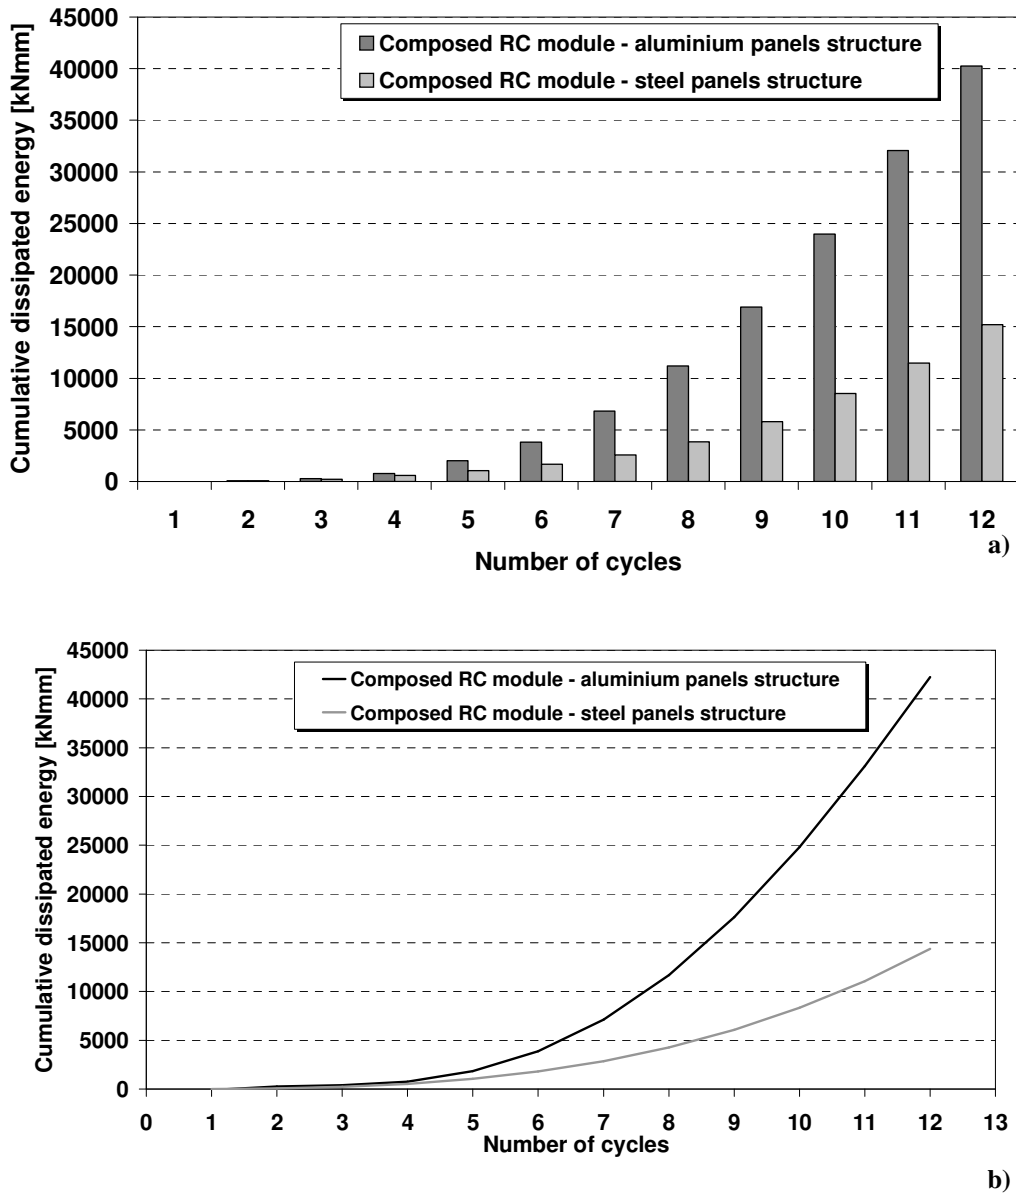 45000
40000
35000
30000
25000
20000
15000
10000
5000
0
Cumulative dissipated energy [kNmm]
Composed RC module - aluminium panels structure
Composed RC module - steel panels structure
1 2 3 4 5 6 7 8 9 10 11 12
Number of cycles
a)
45000
40000
35000
30000
25000
20000
15000
10000
5000
0
Cumulative dissipated energy [kNmm]
Composed RC module - aluminium panels structure
Composed RC module - steel panels structure
0 1 2 3 4 5 6 7 8 9 10 11 12 13
Number of cycles
b)